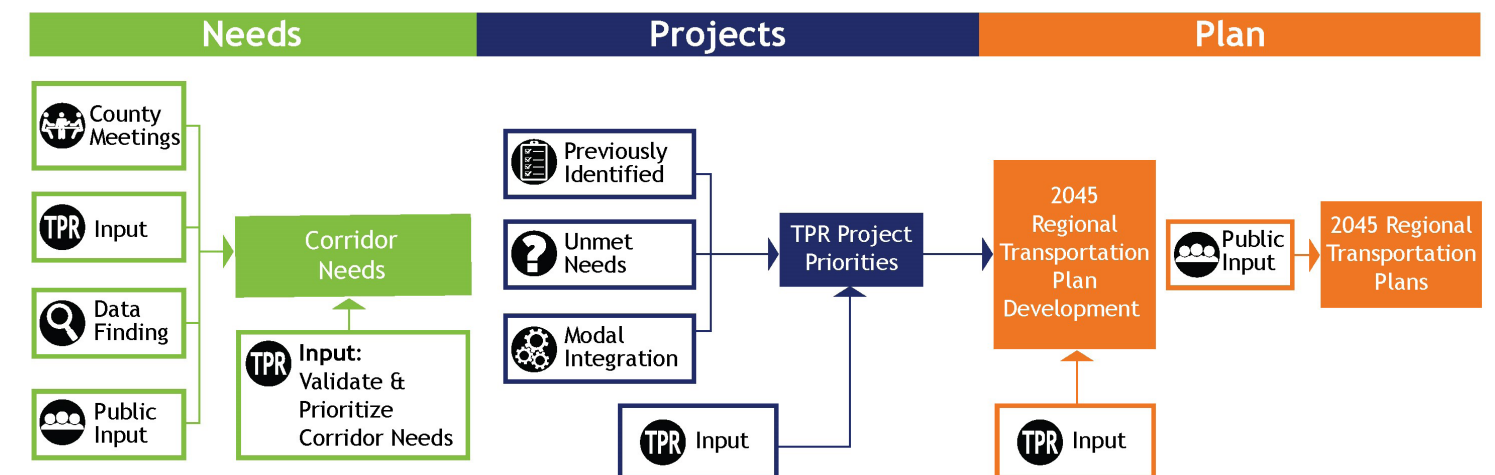 Needs
Projects
Plan
County
Meetings
TPR Input
Data
Finding
Public
Input
Corridor
Needs
TPR Input:
Validate &
Prioritize
Corridor Needs
Previously
Identified
? Unmet
Needs
Modal
Integration
TPR Input
TPR Project
Priorities
2045
Regional
Transportation
Plan
Development
TPR Input
Public
Input
2045 Regional
Transportation
Plans